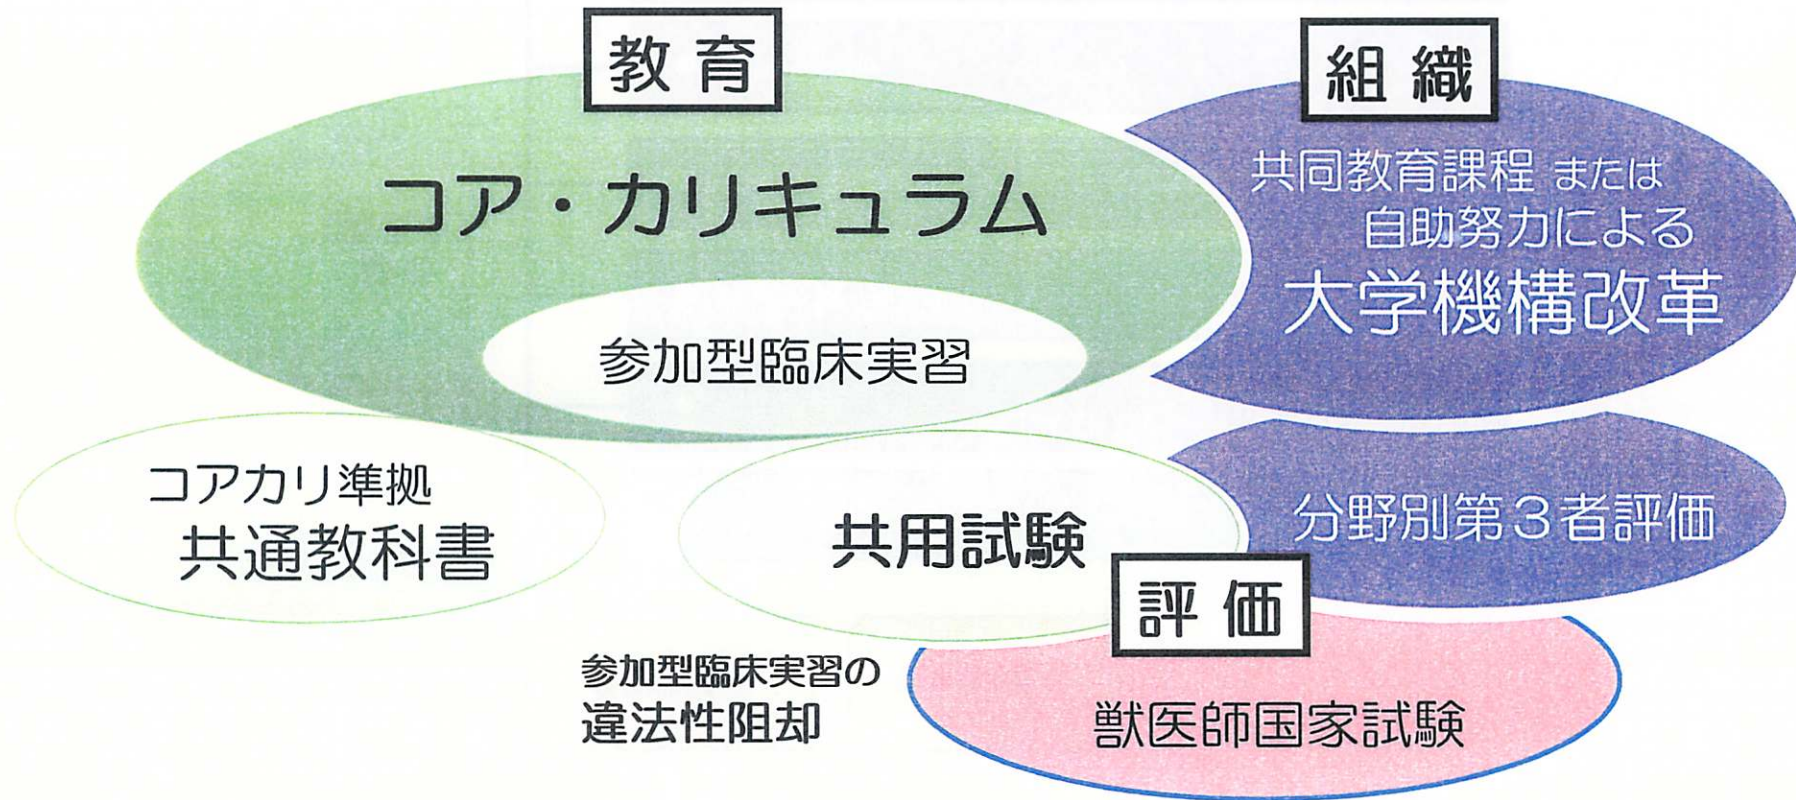 教育
コア・カリキュラム
参加型臨床実習
組織
共同教育課程 または
自助努力による
大学機構改革
コアカリ準拠
共通教科書
共用試験
分野別第3者評価
評価
参加型臨床実習の
違法性阻却
獣医師国家試験